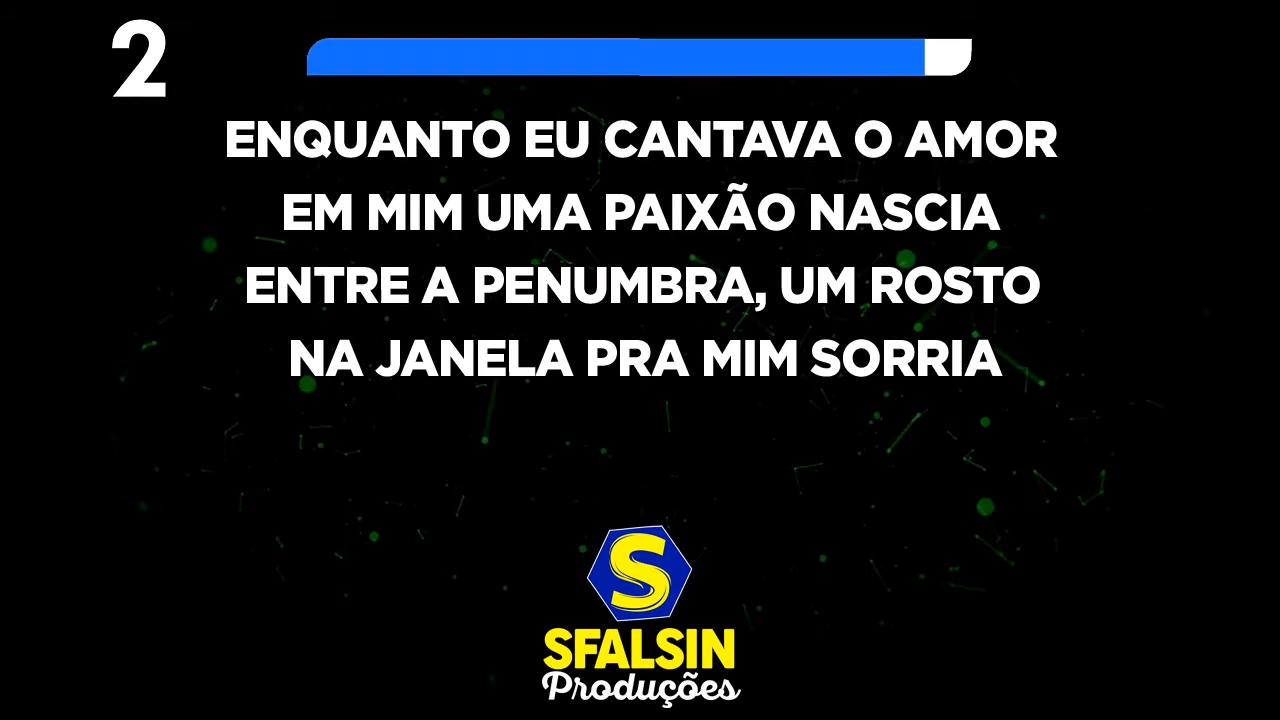 2
ENQUANTO EU CANTAVA O AMOR
EM MIM UMA PAIXÃO NASCIA
ENTRE A PENUMBRA, UM ROSTO
NA JANELA PRA MIM SORRIA
S
SFALSIN
Produções